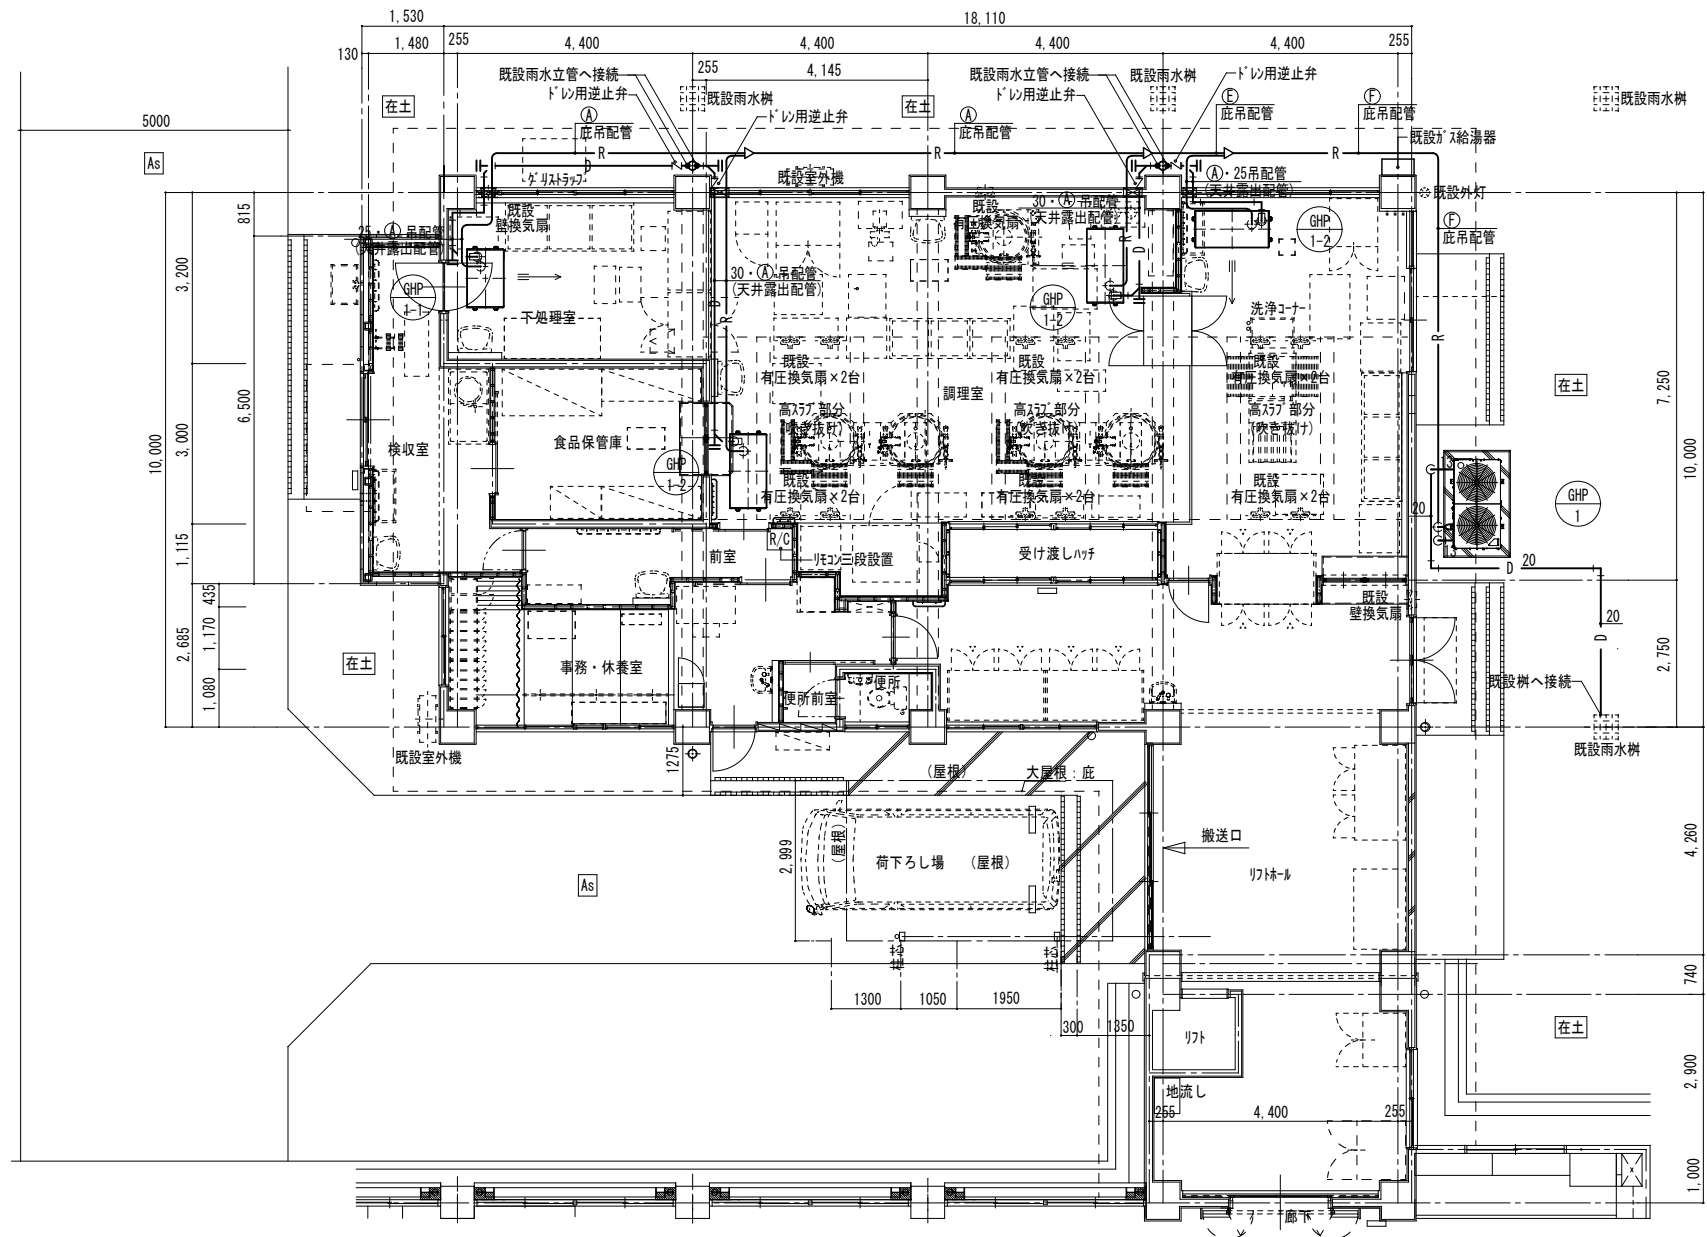 1,530
18,110
130
1,480
255
4,400
4,400
4,400
4,400
255
255
4,145
既設雨水立管へ接続
ドレン用逆止弁
既設雨水桝
ドレン用逆止弁
既設雨水立管へ接続
ドレン用逆止弁
既設雨水桝
ドレン用逆止弁
既設雨水桝
在土
在土
Ⓐ
庇吊配管
Ⓐ
庇吊配管
Ⓔ
庇吊配管
Ⓕ
庇吊配管
既設ガス給湯器
5000
As
R
D
R
R
R
グリストラップ
既設室外機
Ⓐ・25吊配管
(天井露出配管)
既設外灯
Ⓕ
庇吊配管
815
3,200
3,000
1,115
6,500
10,000
435
1,170
1,080
2,685
25・Ⓐ 吊配管
(天井露出配管)
既設
壁換気扇
既設
有圧換気扇
30・Ⓐ 吊配管
(天井露出配管)
30・Ⓐ 吊配管
(天井露出配管)
GHP
1-1
GHP
1-2
GHP
1-2
GHP
1-2
GHP
1
R
D
R
D
R
下処理室
洗浄コーナー
調理室
既設
有圧換気扇×2台
既設
有圧換気扇×2台
既設
有圧換気扇×2台
高スラブ部分
(吹き抜け)
高スラブ部分
(吹き抜け)
高スラブ部分
(吹き抜け)
既設
有圧換気扇×2台
既設
有圧換気扇×2台
既設
有圧換気扇×2台
検収室
食品保管庫
在土
7,250
10,000
2,750
20
D
20
20
D
前室
R/C
リモコン三段設置
受け渡しハッチ
既設
壁換気扇
在土
事務・休養室
便所前室
便所
既設桝へ接続
既設雨水桝
既設室外機
1275
(屋根)
大屋根：庇
2,999
(屋根)
荷下ろし場
(屋根)
搬送口
リフトホール
As
1300
1050
1950
300
1350
4,260
740
2,900
1,000
在土
リフト
地流し
255
4,400
255
廊下